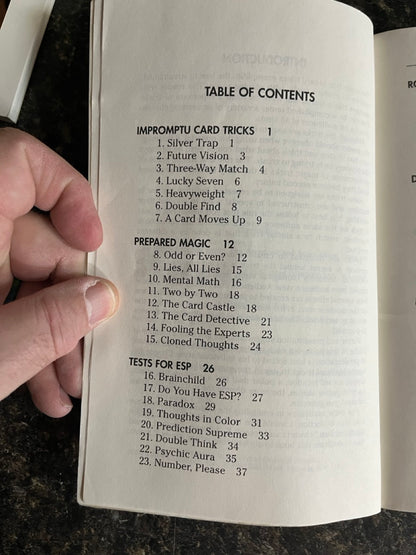 TABLE OF CONTENTS
IMPROMPTU CARD TRICKS 1
1. Silver Trap 1
2. Future Vision 3
3. Three-Way Match 4
4. Lucky Seven 6
5. Heavyweight 7
6. Double Find 8
7. A Card Moves Up 9
PREPARED MAGIC 12
8. Odd or Even? 12
9. Lies, All Lies 15
10. Mental Math 16
11. Two by Two 18
12. The Card Castle 18
13. The Card Detective 21
14. Fooling the Experts 23
15. Cloned Thoughts 24
TESTS FOR ESP 26
16. Brainchild 26
17. Do You Have ESP? 27
18. Paradox 29
19. Thoughts in Color 31
20. Prediction Supreme 33
21. Double Think 34
22. Psychic Aura 35
23. Number, Please 37